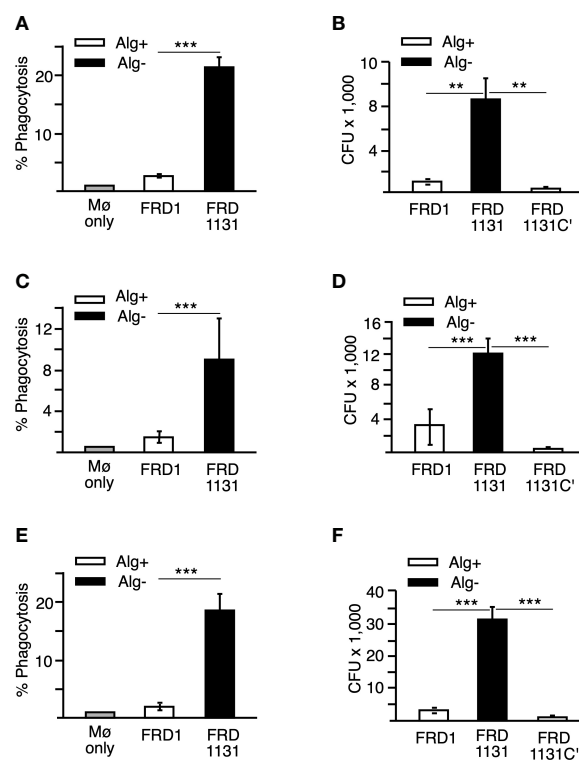 A
Alg+
Alg-
***
% Phagocytosis
20
10
Mø only
FRD1
FRD 1131
B
Alg+
Alg-
**
**
CFU x 1,000
10
8
4
FRD1
FRD 1131
FRD 1131C'
C
Alg+
Alg-
***
% Phagocytosis
12
8
4
Mø only
FRD1
FRD 1131
D
Alg+
Alg-
***
***
CFU x 1,000
16
12
8
4
FRD1
FRD 1131
FRD 1131C'
E
Alg+
Alg-
***
% Phagocytosis
20
10
Mø only
FRD1
FRD 1131
F
Alg+
Alg-
***
***
CFU x 1,000
40
30
20
10
FRD1
FRD 1131
FRD 1131C'